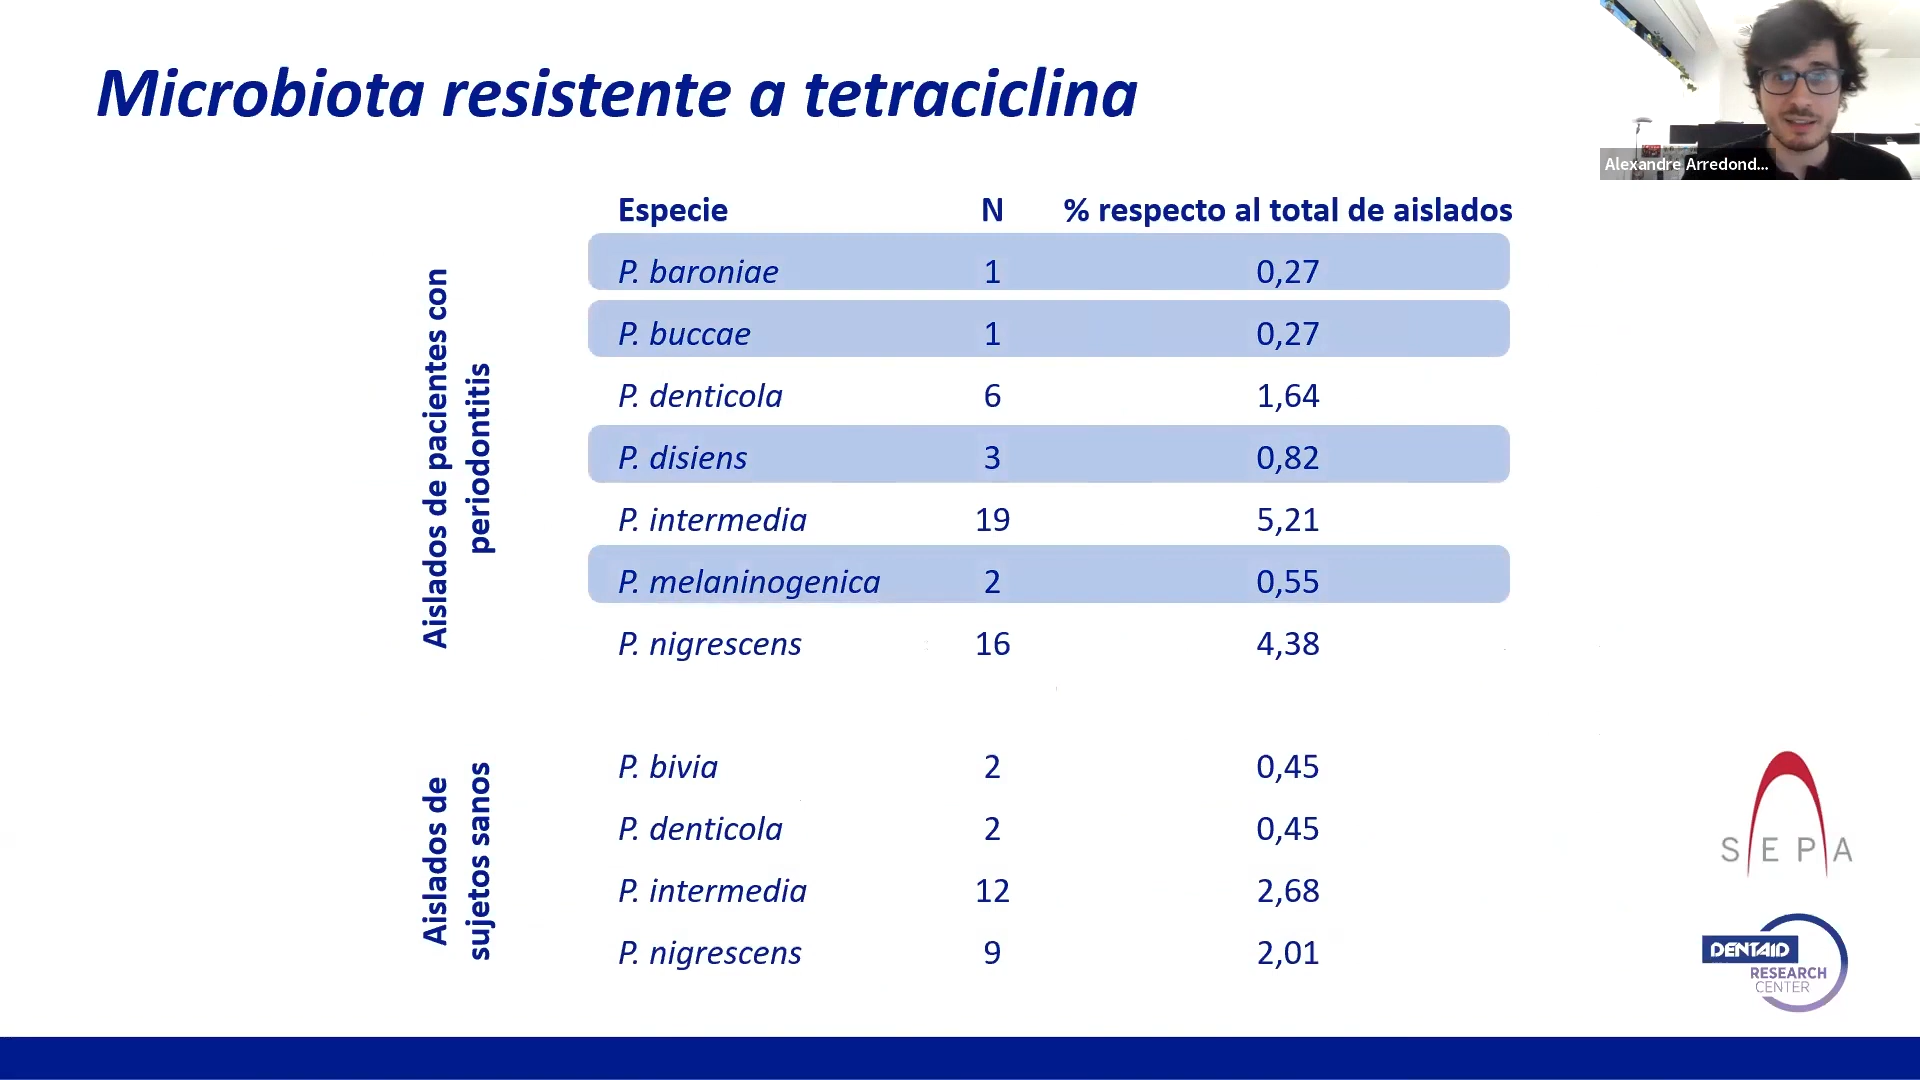 Microbiota resistente a tetraciclina
Alexandre Arredond...
Especie N % respecto al total de aislados
Aislados de pacientes con
periodontitis
P. baroniae 1 0,27
P. buccae 1 0,27
P. denticola 6 1,64
P. disiens 3 0,82
P. intermedia 19 5,21
P. melaninogenica 2 0,55
P. nigrescens 16 4,38
Aislados de
sujetos sanos
P. bivia 2 0,45
P. denticola 2 0,45
P. intermedia 12 2,68
P. nigrescens 9 2,01
SEPA
DENTAID
RESEARCH
CENTER